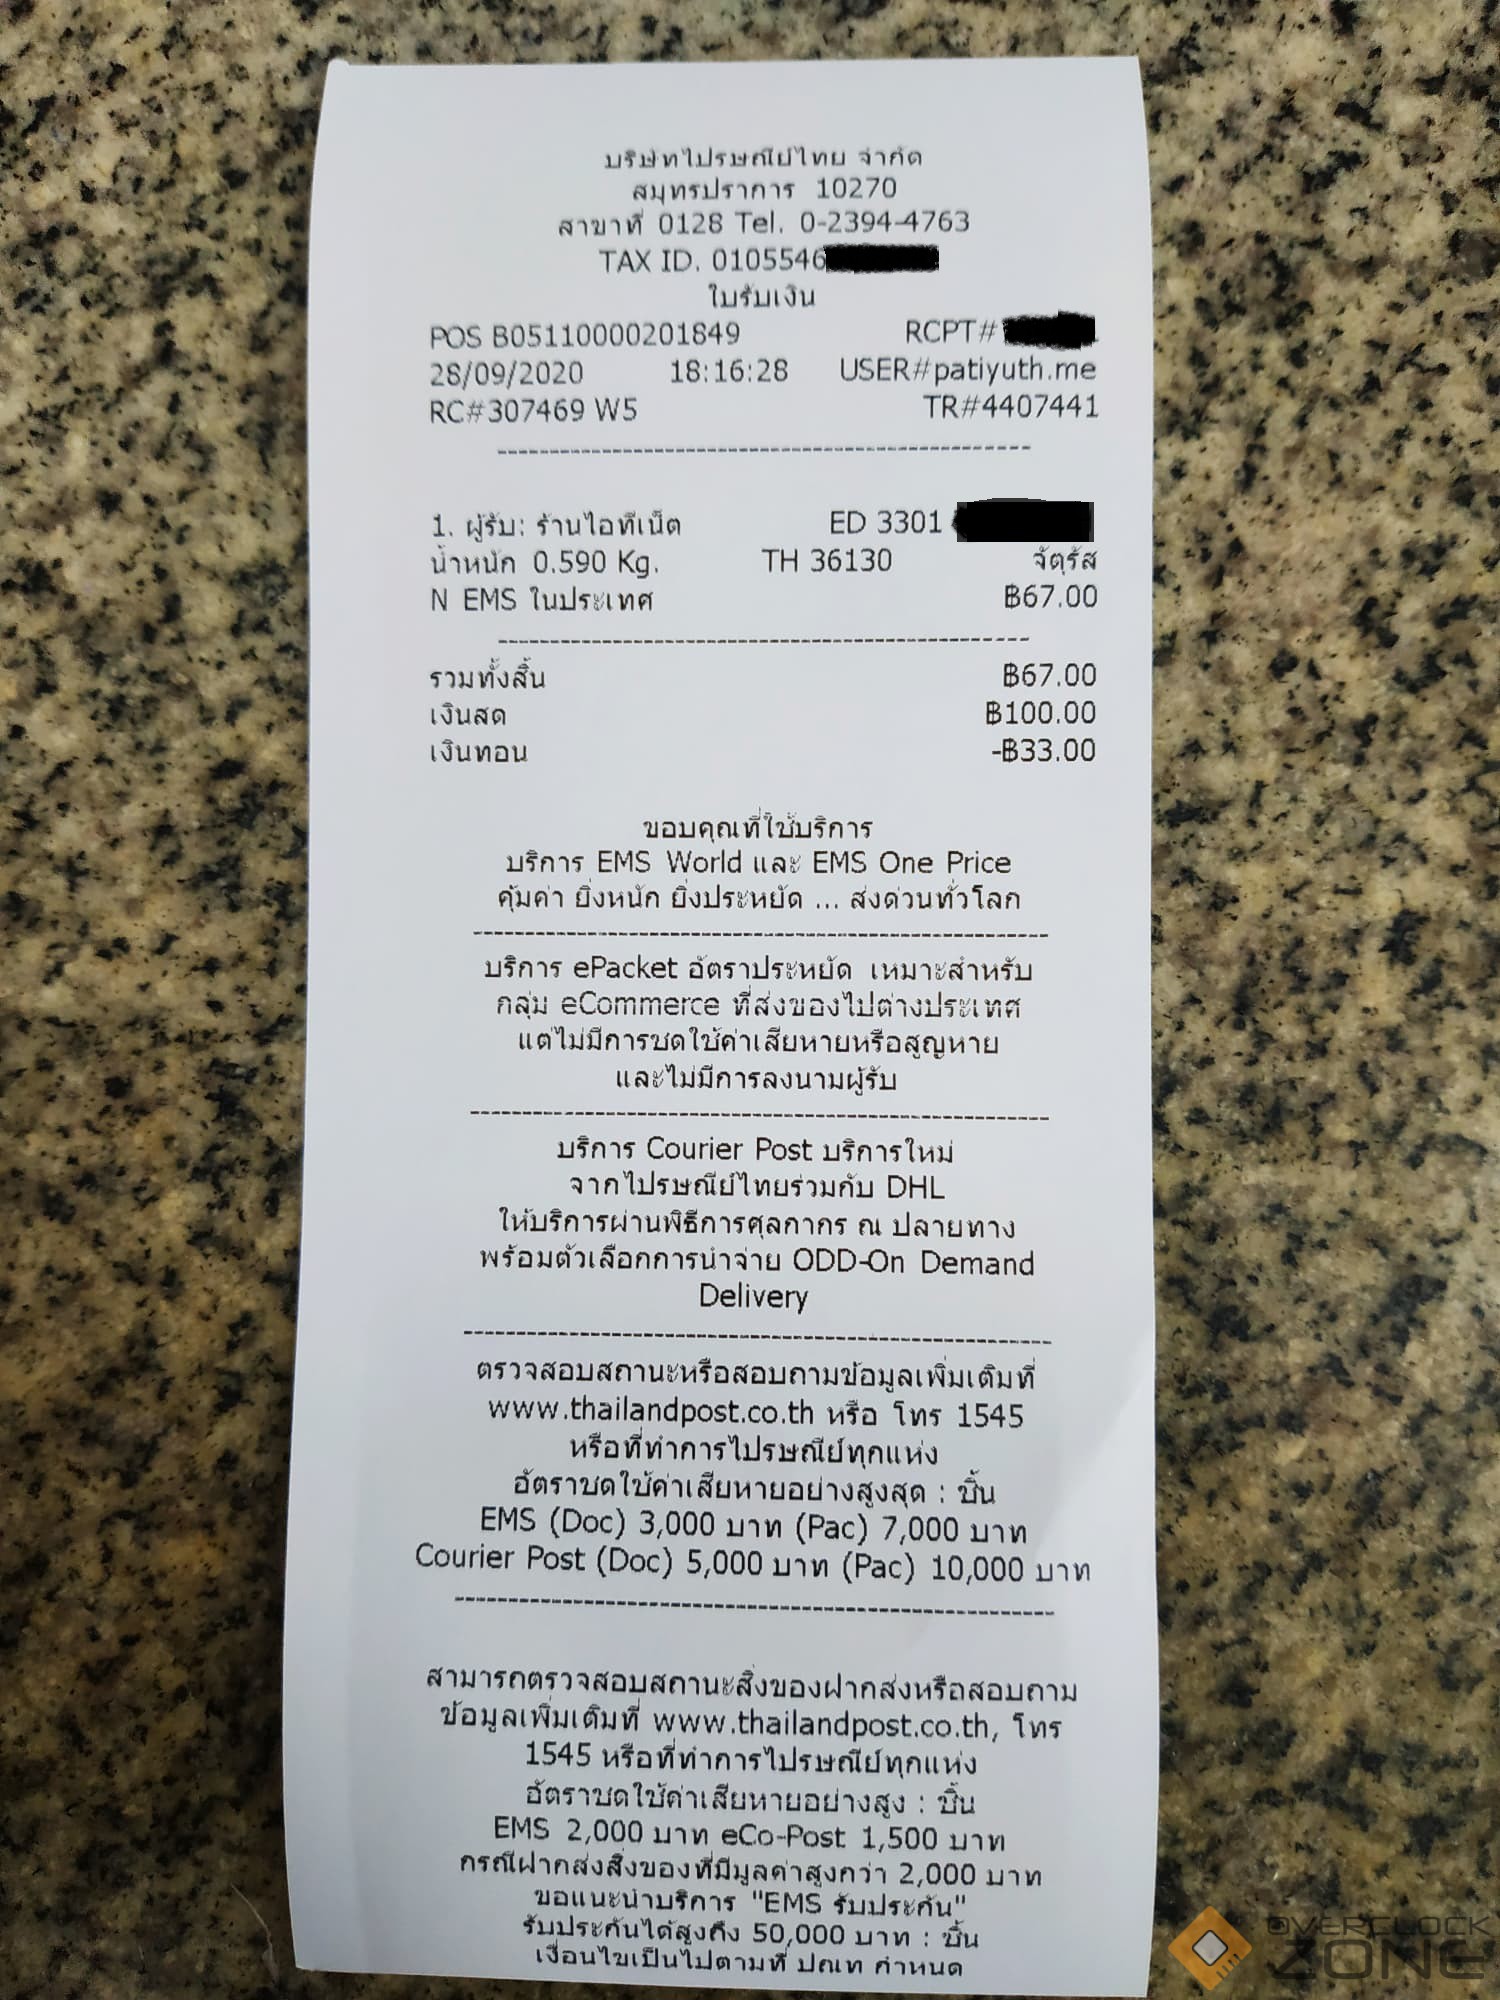 บริษัทไปรษณีย์ไทย จำกัด
สมุทรปราการ 10270
สาขาที่ 0128 Tel. 0-2394-4763
TAX ID. 0105546
ใบรับเงิน
POS B05110000201849 RCPT#
28/09/2020 18:16:28 USER#patiyuth.me
RC#307469 W5 TR#4407441
1. ผู้รับ: ร้านไอทีเน็ต ED 3301
น้ำหนัก 0.590 Kg. TH 36130 จัตุรัส
N EMS ในประเทศ ฿67.00
รวมทั้งสิ้น ฿67.00
เงินสด ฿100.00
เงินทอน -฿33.00
ขอบคุณที่ใช้บริการ
บริการ EMS World และ EMS One Price
คุ้มค่า ยิ่งหนัก ยิ่งประหยัด ... ส่งด่วนทั่วโลก
บริการ ePacket อัตราประหยัด เหมาะสำหรับ
กลุ่ม eCommerce ที่ส่งของไปต่างประเทศ
แต่ไม่มีการชดใช้ค่าเสียหายหรือสูญหาย
และไม่มีการลงนามผู้รับ
บริการ Courier Post บริการใหม่
จากไปรษณีย์ไทยร่วมกับ DHL
ให้บริการผ่านพิธีการศุลกากร ณ ปลายทาง
พร้อมตัวเลือกการนำจ่าย ODD-On Demand
Delivery
ตรวจสอบสถานะหรือสอบถามข้อมูลเพิ่มเติมที่
www.thailandpost.co.th หรือ โทร 1545
หรือที่ทำการไปรษณีย์ทุกแห่ง
อัตราชดใช้ค่าเสียหายอย่างสูงสุด : ชิ้น
EMS (Doc) 3,000 บาท (Pac) 7,000 บาท
Courier Post (Doc) 5,000 บาท (Pac) 10,000 บาท
สามารถตรวจสอบสถานะสิ่งของฝากส่งหรือสอบถาม
ข้อมูลเพิ่มเติมที่ www.thailandpost.co.th, โทร
1545 หรือที่ทำการไปรษณีย์ทุกแห่ง
อัตราชดใช้ค่าเสียหายอย่างสูง : ชิ้น
EMS 2,000 บาท eCo-Post 1,500 บาท
กรณีฝากส่งสิ่งของที่มีมูลค่าสูงกว่า 2,000 บาท
ขอแนะนำบริการ "EMS รับประกัน"
รับประกันได้สูงถึง 50,000 บาท : ชิ้น
เงื่อนไขเป็นไปตามที่ ปณท กำหนด
OVERCLOCK
ZONE